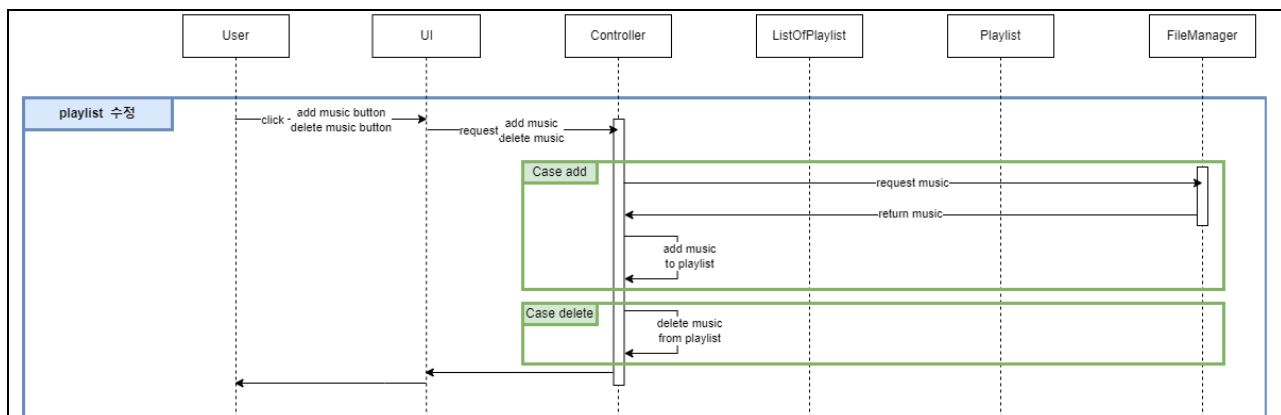 User
UI
Controller
ListOfPlaylist
Playlist
FileManager
playlist 수정
click
add music button
delete music button
request
add music
delete music
Case add
request music
return music
add music
to playlist
Case delete
delete music
from playlist